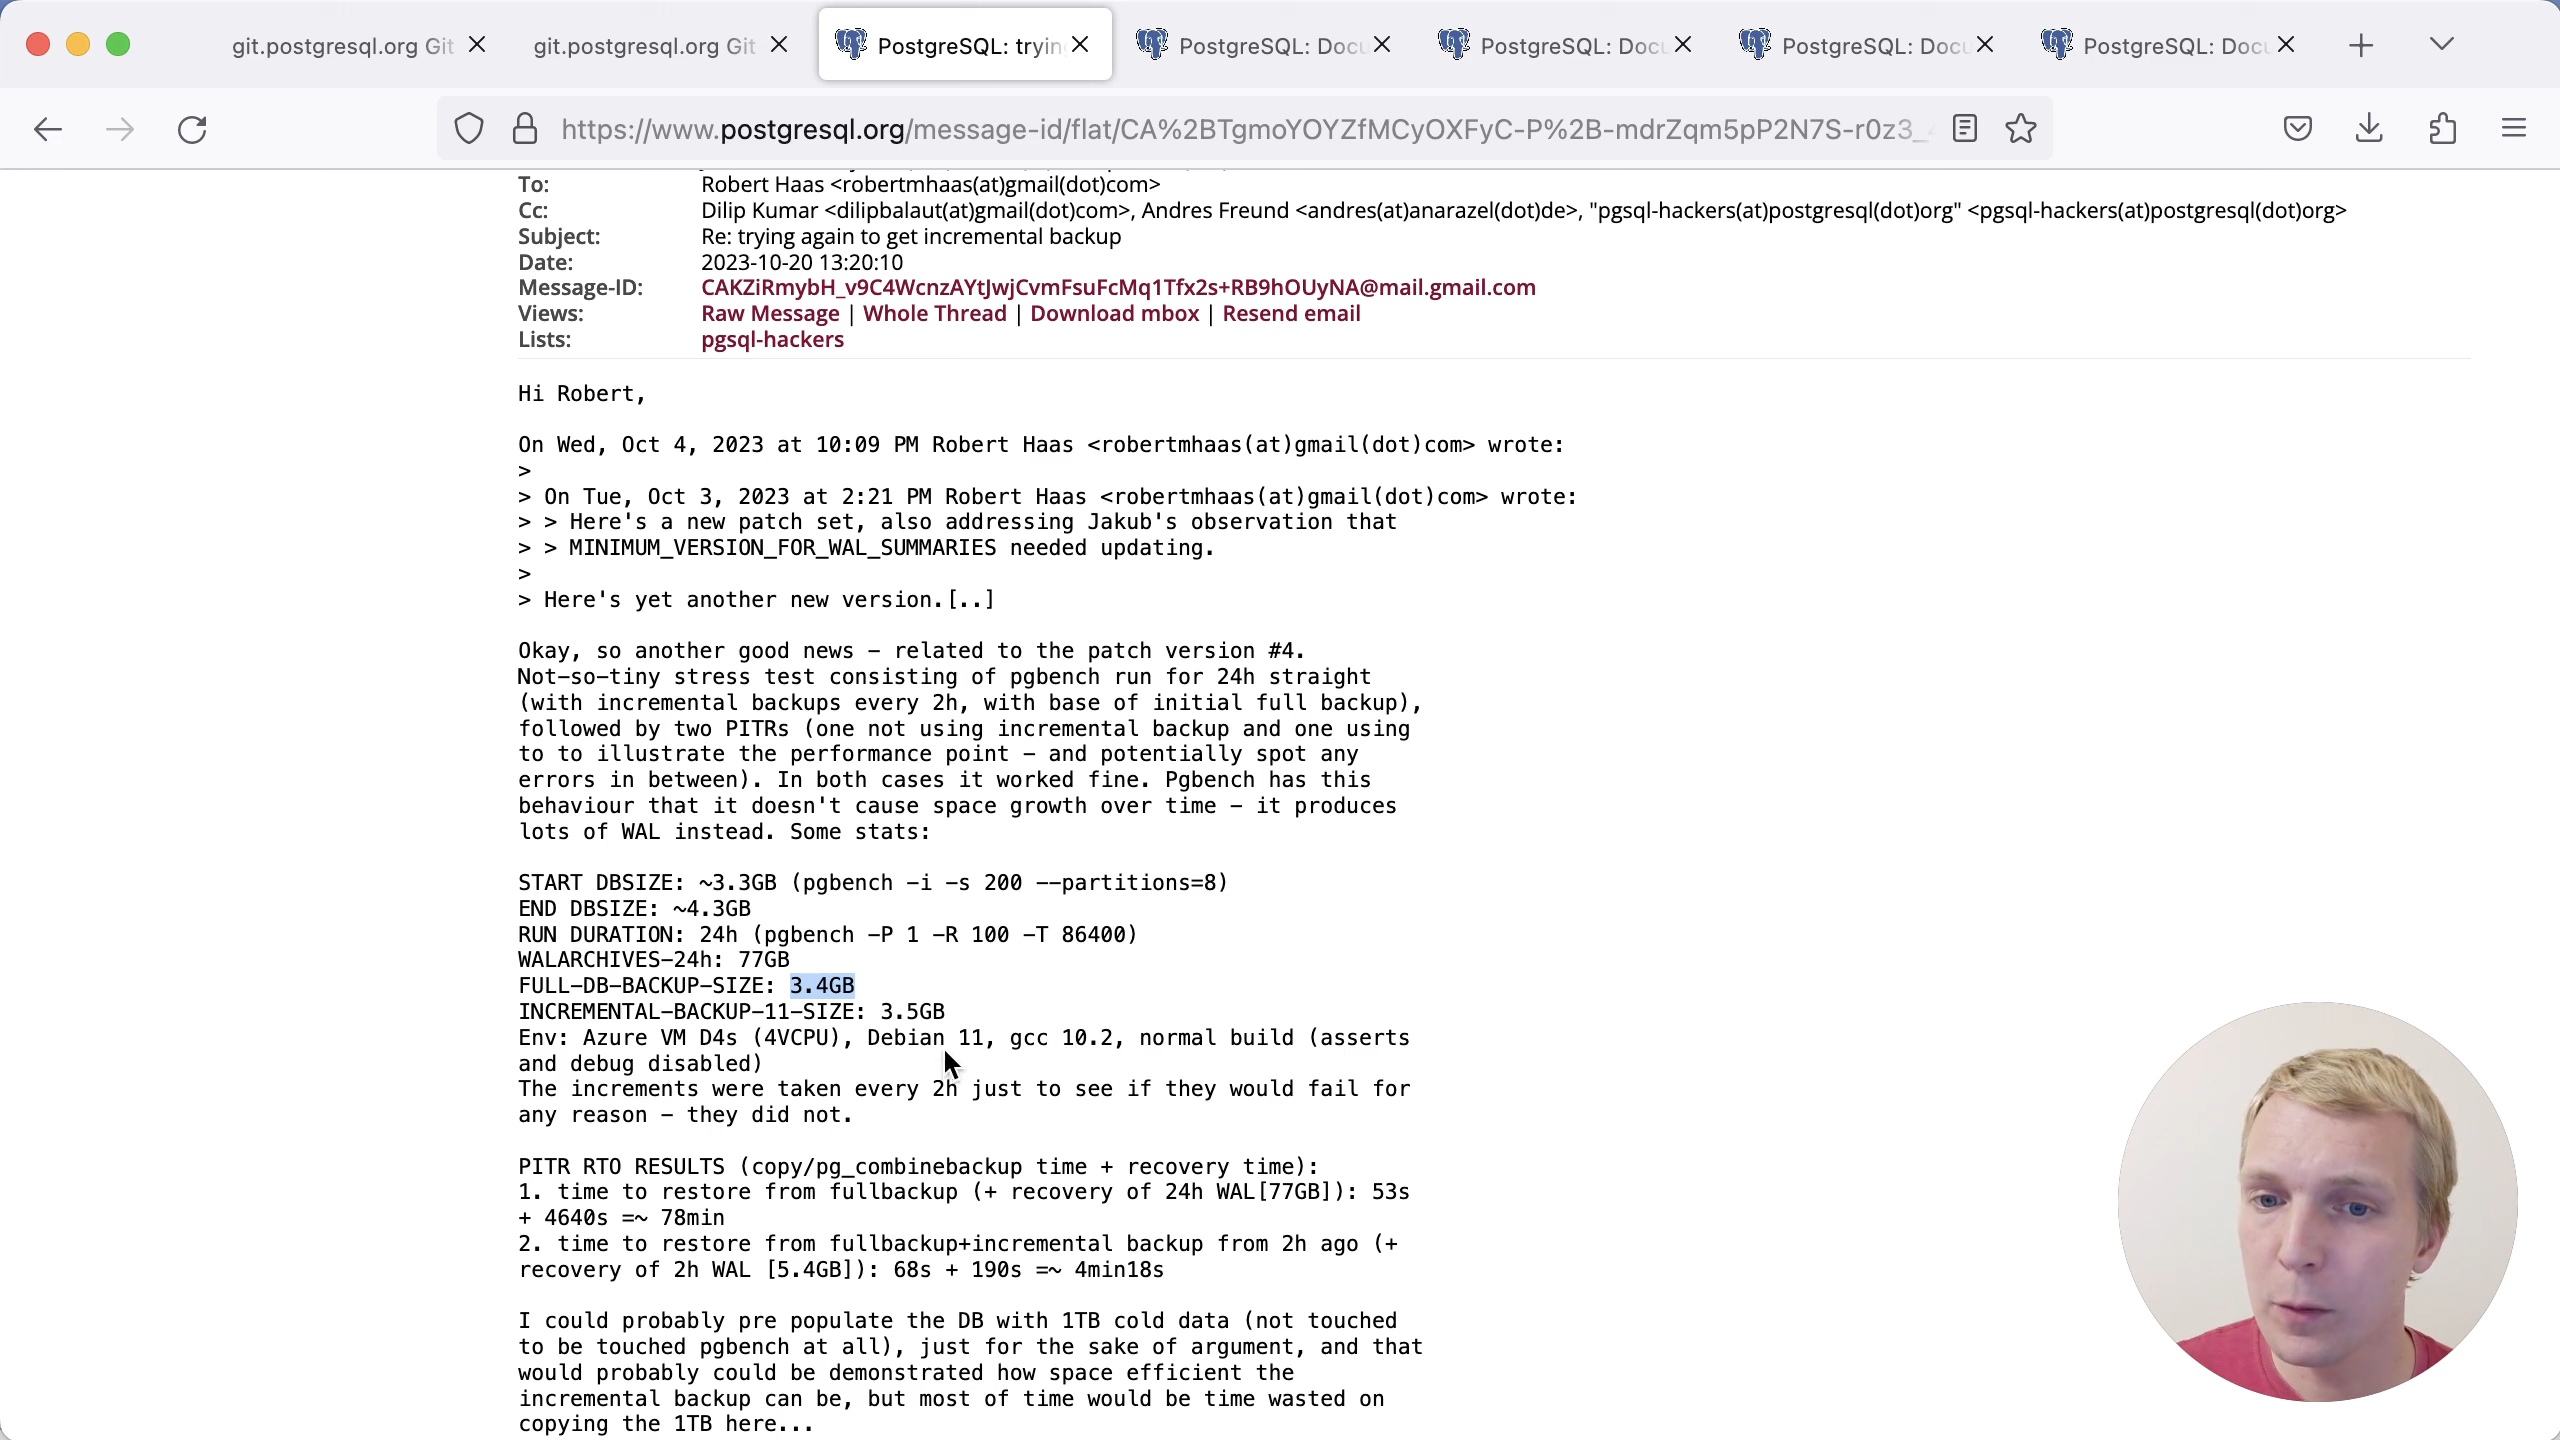 git.postgresql.org Git
git.postgresql.org Git
PostgreSQL: tryin
PostgreSQL: Docu
PostgreSQL: Docu
PostgreSQL: Docu
PostgreSQL: Docu
https://www.postgresql.org/message-id/flat/CA%2BTgmoYOYZfMCyOXFyC-P%2B-mdrZqm5pP2N7S-r0z3_
To: Robert Haas <robertmhaas(at)gmail(dot)com>
Cc: Dilip Kumar <dilipbalaut(at)gmail(dot)com>, Andres Freund <andres(at)anarazel(dot)de>, "pgsql-hackers(at)postgresql(dot)org" <pgsql-hackers(at)postgresql(dot)org>
Subject: Re: trying again to get incremental backup
Date: 2023-10-20 13:20:10
Message-ID: CAKZiRmybH_v9C4WcnzAYtJwjCvmFsuFcMq1Tfx2s+RB9hOUyNA@mail.gmail.com
Views: Raw Message | Whole Thread | Download mbox | Resend email
Lists: pgsql-hackers
Hi Robert,
On Wed, Oct 4, 2023 at 10:09 PM Robert Haas <robertmhaas(at)gmail(dot)com> wrote:
>
> On Tue, Oct 3, 2023 at 2:21 PM Robert Haas <robertmhaas(at)gmail(dot)com> wrote:
> > Here's a new patch set, also addressing Jakub's observation that
> > MINIMUM_VERSION_FOR_WAL_SUMMARIES needed updating.
>
> Here's yet another new version.[..]
Okay, so another good news - related to the patch version #4.
Not-so-tiny stress test consisting of pgbench run for 24h straight
(with incremental backups every 2h, with base of initial full backup),
followed by two PITRs (one not using incremental backup and one using
to to illustrate the performance point - and potentially spot any
errors in between). In both cases it worked fine. Pgbench has this
behaviour that it doesn't cause space growth over time - it produces
lots of WAL instead. Some stats:
START DBSIZE: ~3.3GB (pgbench -i -s 200 --partitions=8)
END DBSIZE: ~4.3GB
RUN DURATION: 24h (pgbench -P 1 -R 100 -T 86400)
WALARCHIVES-24h: 77GB
FULL-DB-BACKUP-SIZE: 3.4GB
INCREMENTAL-BACKUP-11-SIZE: 3.5GB
Env: Azure VM D4s (4VCPU), Debian 11, gcc 10.2, normal build (asserts
and debug disabled)
The increments were taken every 2h just to see if they would fail for
any reason - they did not.
PITR RTO RESULTS (copy/pg_combinebackup time + recovery time):
1. time to restore from fullbackup (+ recovery of 24h WAL[77GB]): 53s
+ 4640s =~ 78min
2. time to restore from fullbackup+incremental backup from 2h ago (+
recovery of 2h WAL [5.4GB]): 68s + 190s =~ 4min18s
I could probably pre populate the DB with 1TB cold data (not touched
to be touched pgbench at all), just for the sake of argument, and that
would probably could be demonstrated how space efficient the
incremental backup can be, but most of time would be time wasted on
copying the 1TB here...